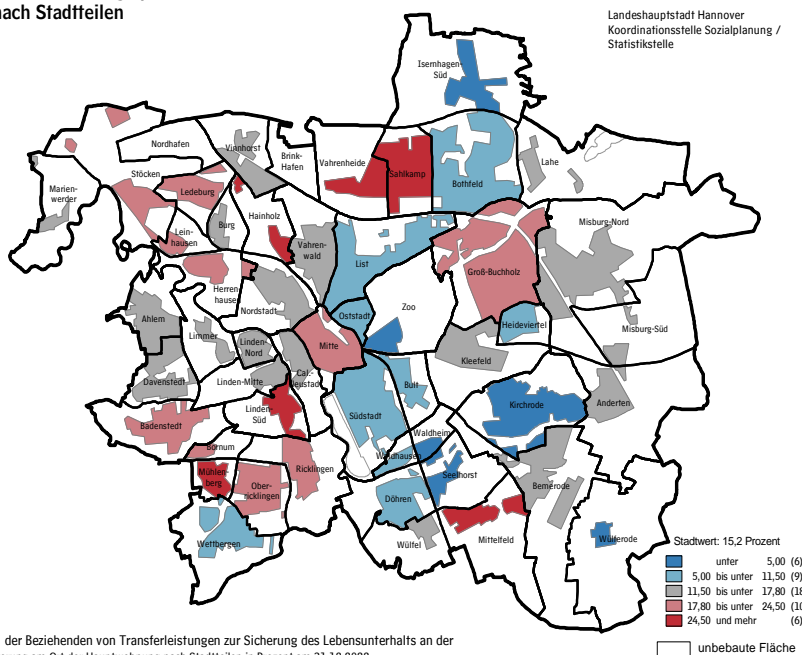 nach Stadtteilen
Landeshauptstadt Hannover
Koordinationsstelle Sozialplanung /
Statistikstelle
Isernhagen-
Süd
Nordhafen
Vinnhorst
Brink-
Hafen
Vahrenheide
Sahlkamp
Bothfeld
Lahe
Marien-
werder
Stöcken
Ledeburg
Lein-
hausen
Burg
Hainholz
Vahren-
wald
List
Groß-Buchholz
Misburg-Nord
Herren-
hausen
Nordstadt
Oststadt
Zoo
Heideviertel
Misburg-Süd
Ahlem
Limmer
Linden-
Nord
Mitte
Kleefeld
Davenstedt
Linden-Mitte
Cal.-
Neustadt
Bult
Kirchrode
Anderten
Badenstedt
Linden-
Süd
Südstadt
Waldheim
Bornum
Waldhausen
Mühlen-
berg
Ober-
ricklingen
Ricklingen
Seelhorst
Bemerode
Döhren
Wettbergen
Wülfel
Mittelfeld
Wülferode
Stadtwert: 15,2 Prozent
unter 5,00 (6)
5,00 bis unter 11,50 (9)
11,50 bis unter 17,80 (18
17,80 bis unter 24,50 (10
24,50 und mehr (6)
unbebaute Fläche
der Beziehenden von Transferleistungen zur Sicherung des Lebensunterhalts an der